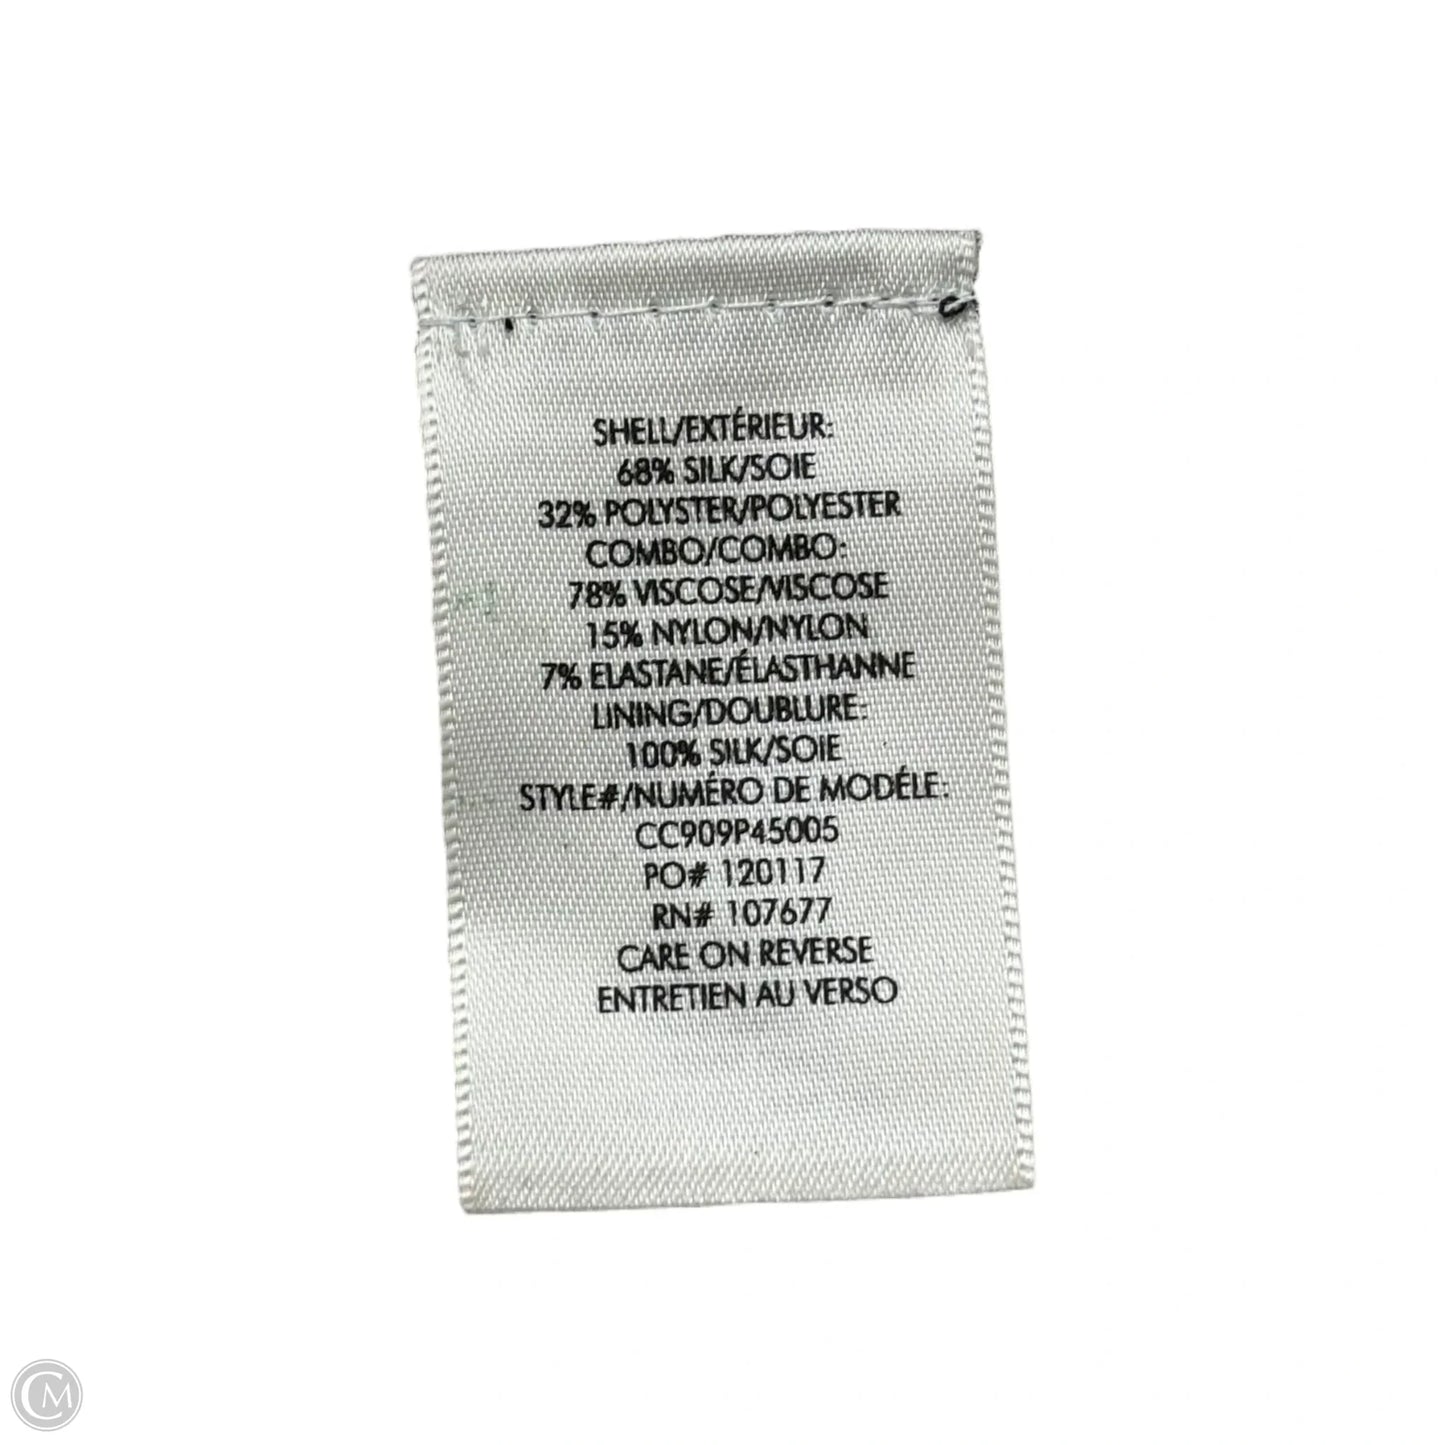 SHELL/EXTÉRIEUR:
68% SILK/SOIE
32% POLYSTER/POLYESTER
COMBO/COMBO:
78% VISCOSE/VISCOSE
15% NYLON/NYLON
7% ELASTANE/ÉLASTHANNE
LINING/DOUBLURE:
100% SILK/SOIE
STYLE#/NUMÉRO DE MODÉLE:
CC909P45005
PO# 120117
RN# 107677
CARE ON REVERSE
ENTRETIEN AU VERSO
CM